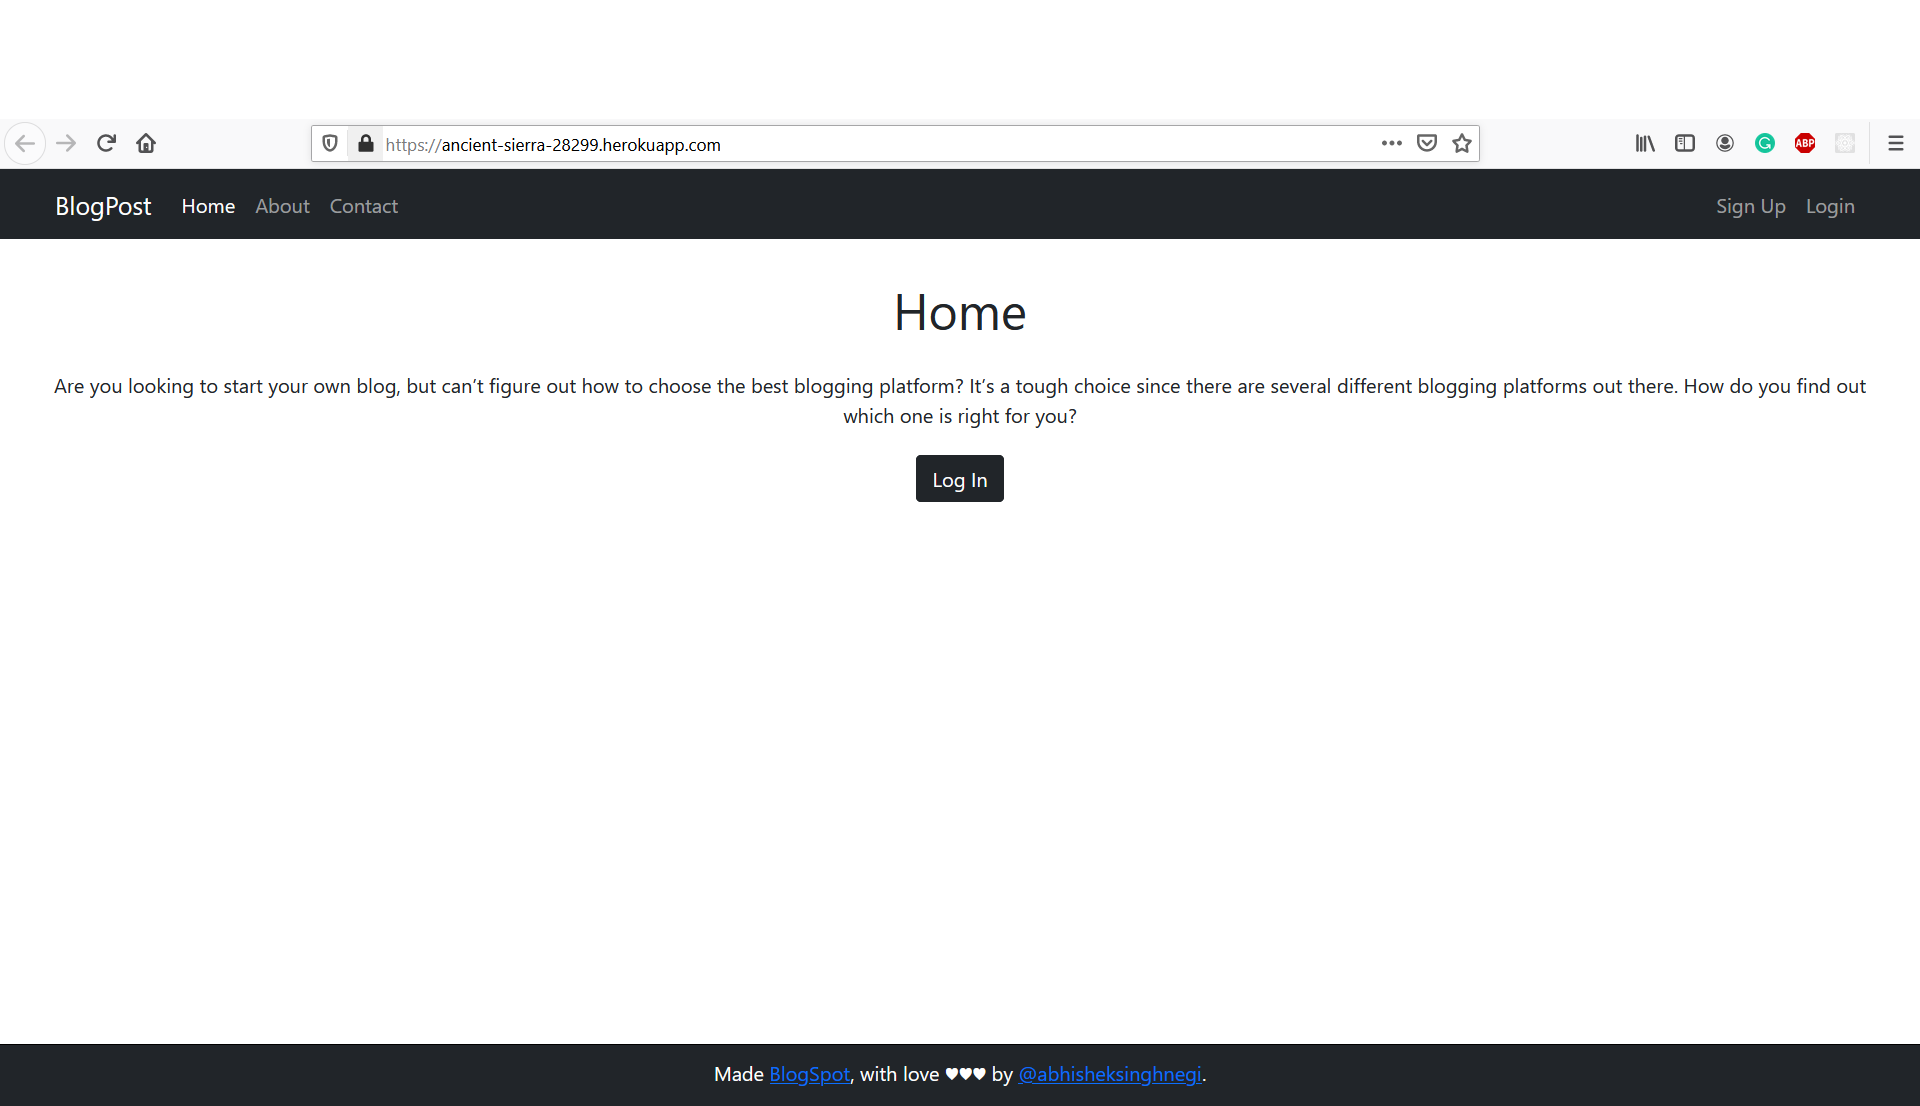 https://ancient-sierra-28299.herokuapp.com
ABP
BlogPost Home About Contact Sign Up Login
Home
Are you looking to start your own blog, but can’t figure out how to choose the best blogging platform? It’s a tough choice since there are several different blogging platforms out there. How do you find out
which one is right for you?
Log In
Made BlogSpot, with love ♥♥♥ by @abhisheksinghnegi.